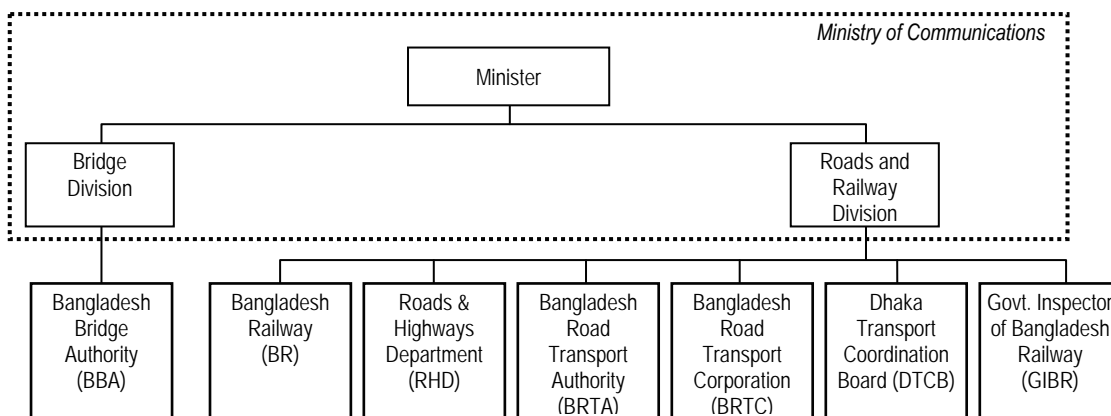 Ministry of Communications
Minister
Bridge
Division
Roads and
Railway
Division
Bangladesh
Bridge
Authority
(BBA)
Bangladesh
Railway
(BR)
Roads &
Highways
Department
(RHD)
Bangladesh
Road
Transport
Authority
(BRTA)
Bangladesh
Road
Transport
Corporation
(BRTC)
Dhaka
Transport
Coordination
Board (DTCB)
Govt. Inspector
of Bangladesh
Railway
(GIBR)